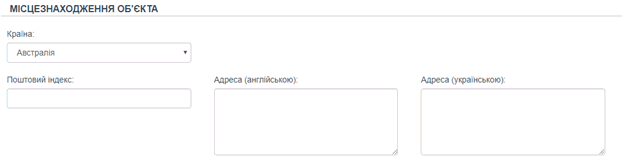 МІСЦЕЗНАХОДЖЕННЯ ОБ'ЄКТА
Країна:
Австралія
Поштовий індекс:
Адреса (англійською):
Адреса (українською):